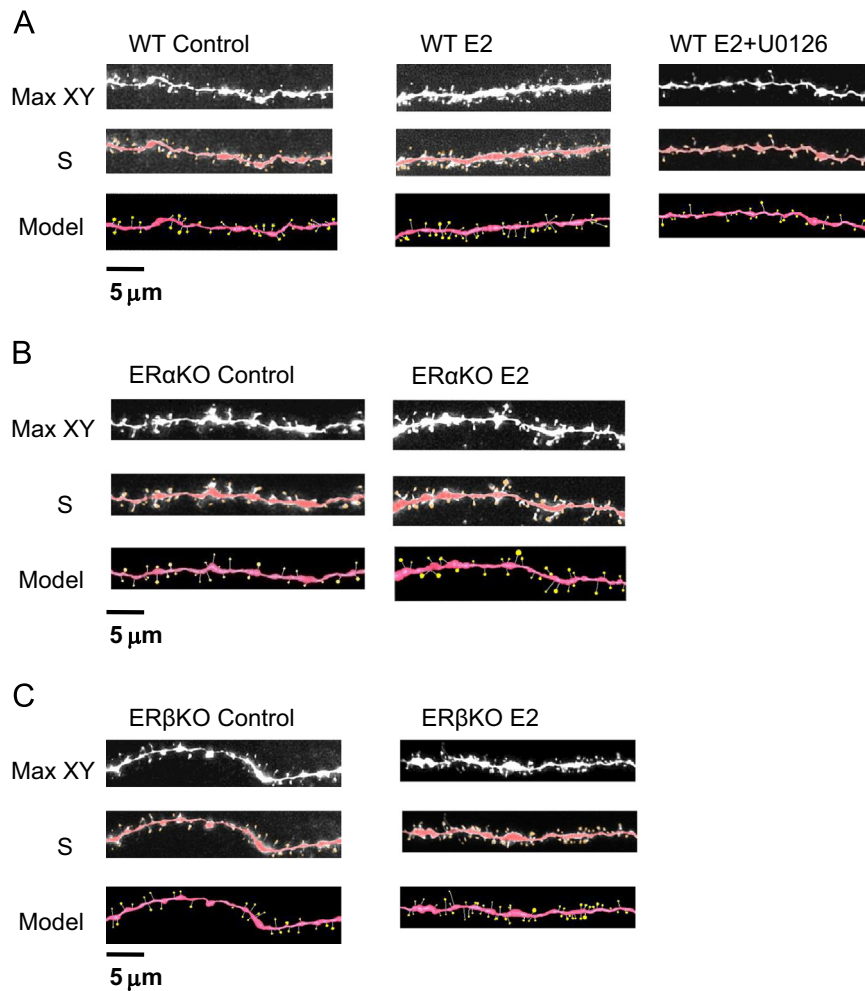 A
WT Control
WT E2
WT E2+U0126
Max XY
S
Model
5 μm
B
ERαKO Control
ERαKO E2
Max XY
S
Model
5 μm
C
ERβKO Control
ERβKO E2
Max XY
S
Model
5 μm